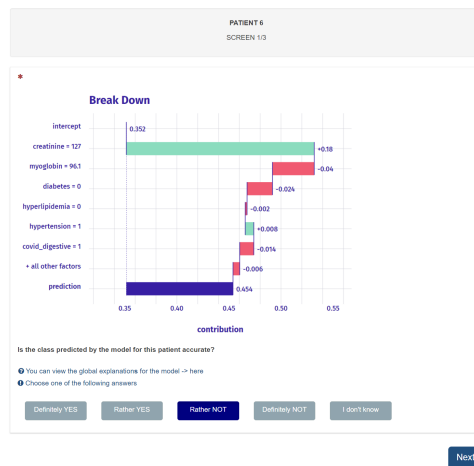 PATIENT 6
SCREEN 1/3
*
Break Down
intercept
0.352
creatinine = 127
+0.18
myoglobin = 96.1
-0.04
diabetes = 0
-0.024
hyperlipidemia = 0
-0.002
hypertension = 1
+0.008
covid_digestive = 1
-0.014
+ all other factors
-0.006
prediction
0.454
0.35 0.40 0.45 0.50 0.55
contribution
Is the class predicted by the model for this patient accurate?
You can view the global explanations for the model -> here
Choose one of the following answers
Definitely YES Rather YES Rather NOT Definitely NOT I don't know
Next